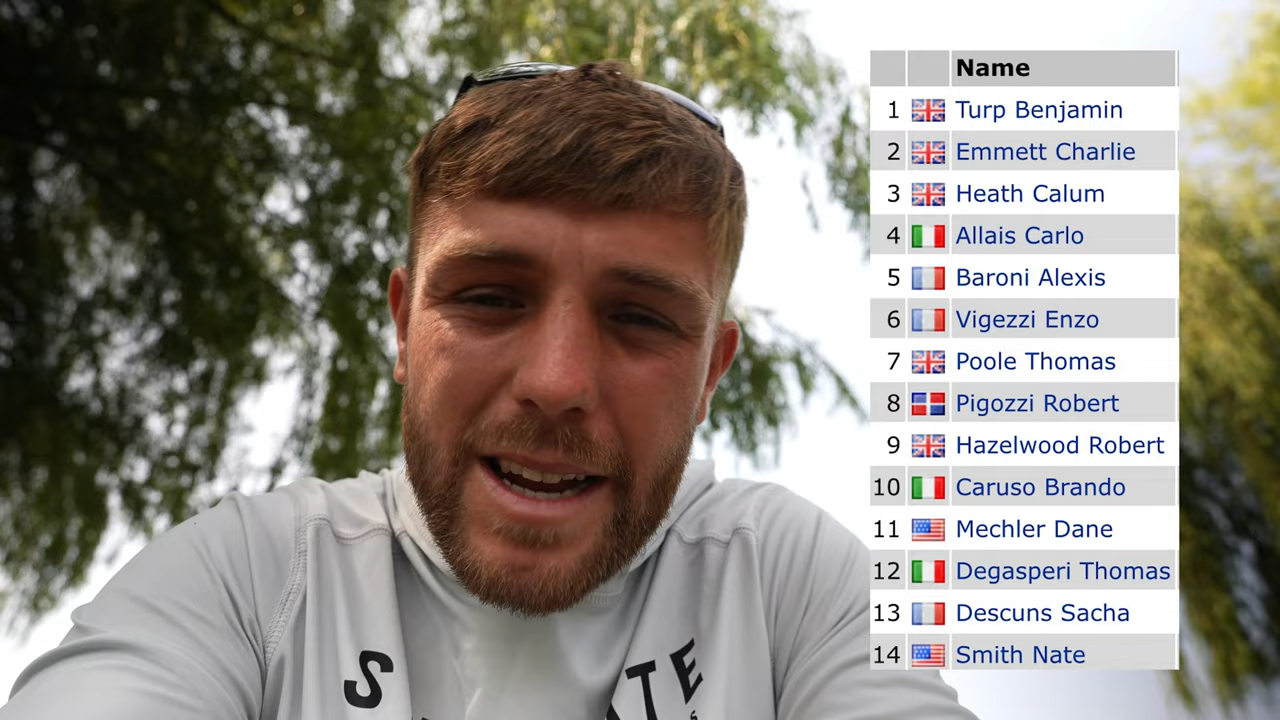 Name
1 Turp Benjamin
2 Emmett Charlie
3 Heath Calum
4 Allais Carlo
5 Baroni Alexis
6 Vigezzi Enzo
7 Poole Thomas
8 Pigozzi Robert
9 Hazelwood Robert
10 Caruso Brando
11 Mechler Dane
12 Degasperi Thomas
13 Descuns Sacha
14 Smith Nate